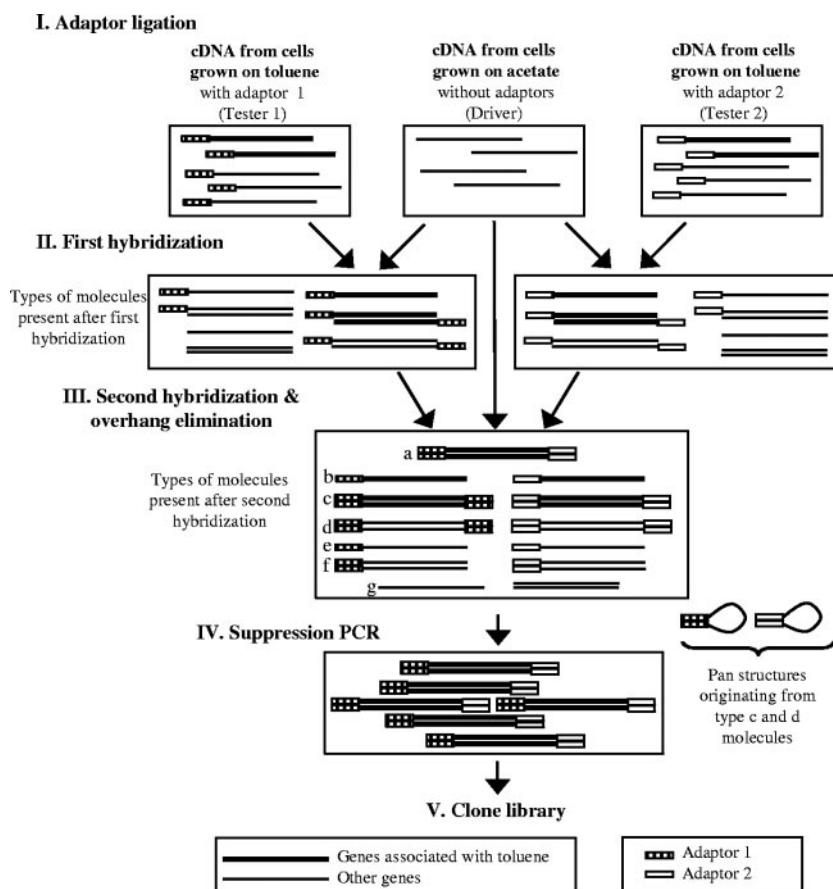 I. Adaptor ligation
cDNA from cells
grown on toluene
with adaptor 1
(Tester 1)
cDNA from cells
grown on acetate
without adaptors
(Driver)
cDNA from cells
grown on toluene
with adaptor 2
(Tester 2)
II. First hybridization
Types of molecules
present after first
hybridization
III. Second hybridization &
overhang elimination
Types of molecules
present after second
hybridization
a
b
c
d
e
f
g
IV. Suppression PCR
Pan structures
originating from
type c and d
molecules
V. Clone library
Genes associated with toluene
Other genes
Adaptor 1
Adaptor 2